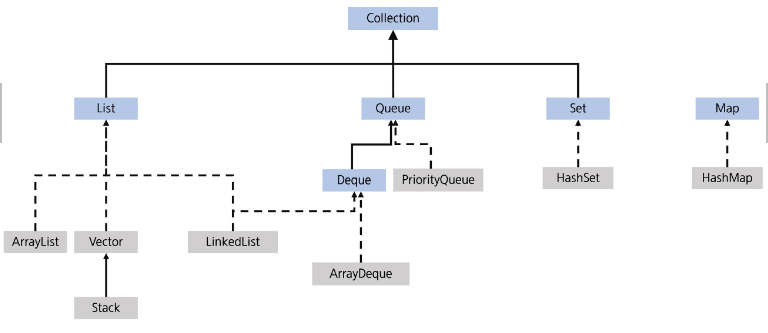 Collection
List
Queue
Set
Map
Deque
PriorityQueue
HashSet
HashMap
ArrayList
Vector
LinkedList
ArrayDeque
Stack